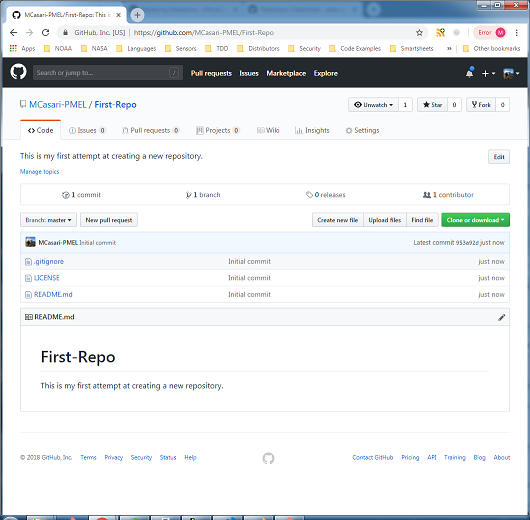 MCasari-PMEL/First-Repo: This is
GitHub, Inc. [US] | https://github.com/MCasari-PMEL/First-Repo Error M
Apps NOAA NASA Languages Sensors TDD Distributors Security Code Examples Smartsheets » Other bookmarks
Search or jump to... / Pull requests Issues Marketplace Explore
MCasari-PMEL / First-Repo Unwatch 1 Star 0 Fork 0
Code Issues 0 Pull requests 0 Projects 0 Wiki Insights Settings
This is my first attempt at creating a new repository. Edit
Manage topics
1 commit 1 branch 0 releases 1 contributor
Branch: master New pull request Create new file Upload files Find file Clone or download
MCasari-PMEL Initial commit Latest commit 953a92d just now
.gitignore Initial commit just now
LICENSE Initial commit just now
README.md Initial commit just now
README.md
First-Repo
This is my first attempt at creating a new repository.
© 2018 GitHub, Inc. Terms Privacy Security Status Help Contact GitHub Pricing API Training Blog About